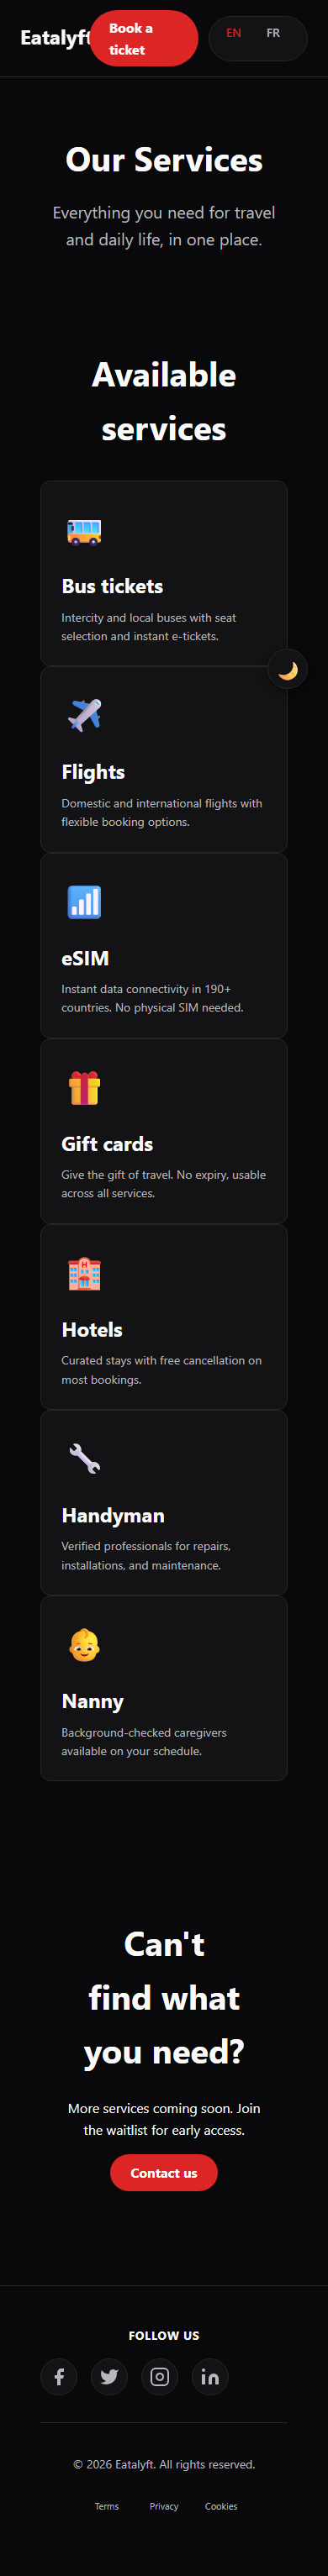 Eatalyft
Book a
ticket
EN
FR
Our Services
Everything you need for travel
and daily life, in one place.
Available
services
Bus tickets
Intercity and local buses with seat
selection and instant e-tickets.
Flights
Domestic and international flights with
flexible booking options.
eSIM
Instant data connectivity in 190+
countries. No physical SIM needed.
Gift cards
Give the gift of travel. No expiry, usable
across all services.
Hotels
Curated stays with free cancellation on
most bookings.
Handyman
Verified professionals for repairs,
installations, and maintenance.
Nanny
Background-checked caregivers
available on your schedule.
Can't
find what
you need?
More services coming soon. Join
the waitlist for early access.
Contact us
FOLLOW US
© 2026 Eatalyft. All rights reserved.
Terms
Privacy
Cookies